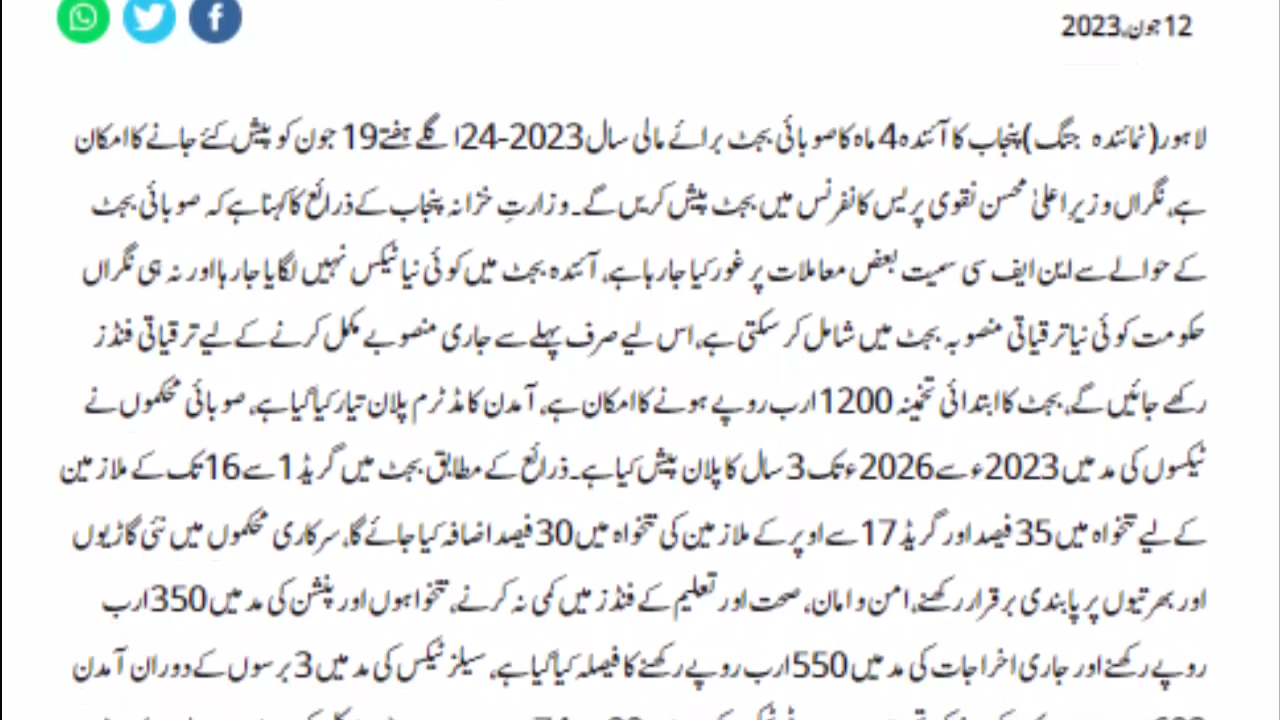 12 جون، 2023
لاہور (نمائندہ جنگ) پنجاب کا آئندہ 4 ماہ کا صوبائی بجٹ برائے مالی سال 2023-24 اگلے ہفتے 19 جون کو پیش کئے جانے کا امکان
ہے، نگراں وزیراعلیٰ محسن نقوی پریس کانفرنس میں بجٹ پیش کریں گے۔ وزارتِ خزانہ پنجاب کے ذرائع کا کہنا ہے کہ صوبائی بجٹ
کے حوالے سے این ایف سی سمیت بعض معاملات پر غور کیا جارہا ہے، آئندہ بجٹ میں کوئی نیا ٹیکس نہیں لگایا جارہا اور نہ ہی نگراں
حکومت کوئی نیا ترقیاتی منصوبہ بجٹ میں شامل کر سکتی ہے، اس لیے صرف پہلے سے جاری منصوبے مکمل کرنے کے لیے ترقیاتی فنڈز
رکھے جائیں گے، بجٹ کا ابتدائی تخمینہ 1200 ارب روپے ہونے کا امکان ہے، آمدن کا مڈ ٹرم پلان تیار کیا گیا ہے، صوبائی محکموں نے
ٹیکسوں کی مد میں 2023ء سے 2026ء تک 3 سال کا پلان پیش کیا ہے۔ ذرائع کے مطابق بجٹ میں گریڈ 1 سے 16 تک کے ملازمین
کے لیے تنخواہ میں 35 فیصد اور گریڈ 17 سے اوپر کے ملازمین کی تنخواہ میں 30 فیصد اضافہ کیا جائے گا، سرکاری محکموں میں نئی گاڑیوں
اور بھرتیوں پر پابندی برقرار رکھنے، امن و امان، صحت اور تعلیم کے فنڈز میں کمی نہ کرنے، تنخواہوں اور پنشن کی مد میں 350 ارب
روپے رکھنے اور جاری اخراجات کی مد میں 550 ارب روپے رکھنے کا فیصلہ کیا گیا ہے، سیلز ٹیکس کی مد میں 3 برسوں کے دوران آمدن